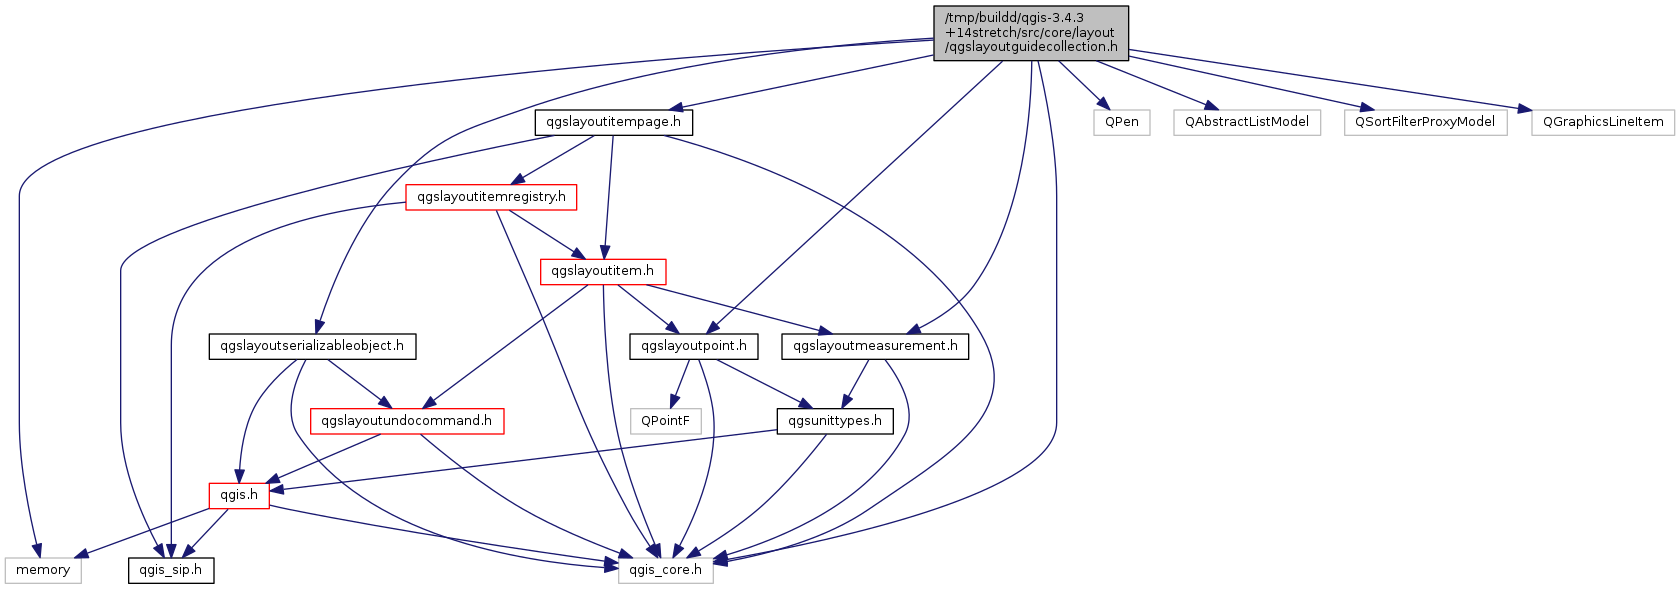 /tmp/buildd/qgis-3.4.3
+14stretch/src/core/layout
/qgslayoutguidecollection.h
qgslayoutitempage.h
QPen
QAbstractListModel
QSortFilterProxyModel
QGraphicsLineItem
qgslayoutitemregistry.h
qgslayoutitem.h
qgslayoutserializableobject.h
qgslayoutpoint.h
qgslayoutmeasurement.h
qgslayoutundocommand.h
QPointF
qgsunittypes.h
qgis.h
memory
qgis_sip.h
qgis_core.h